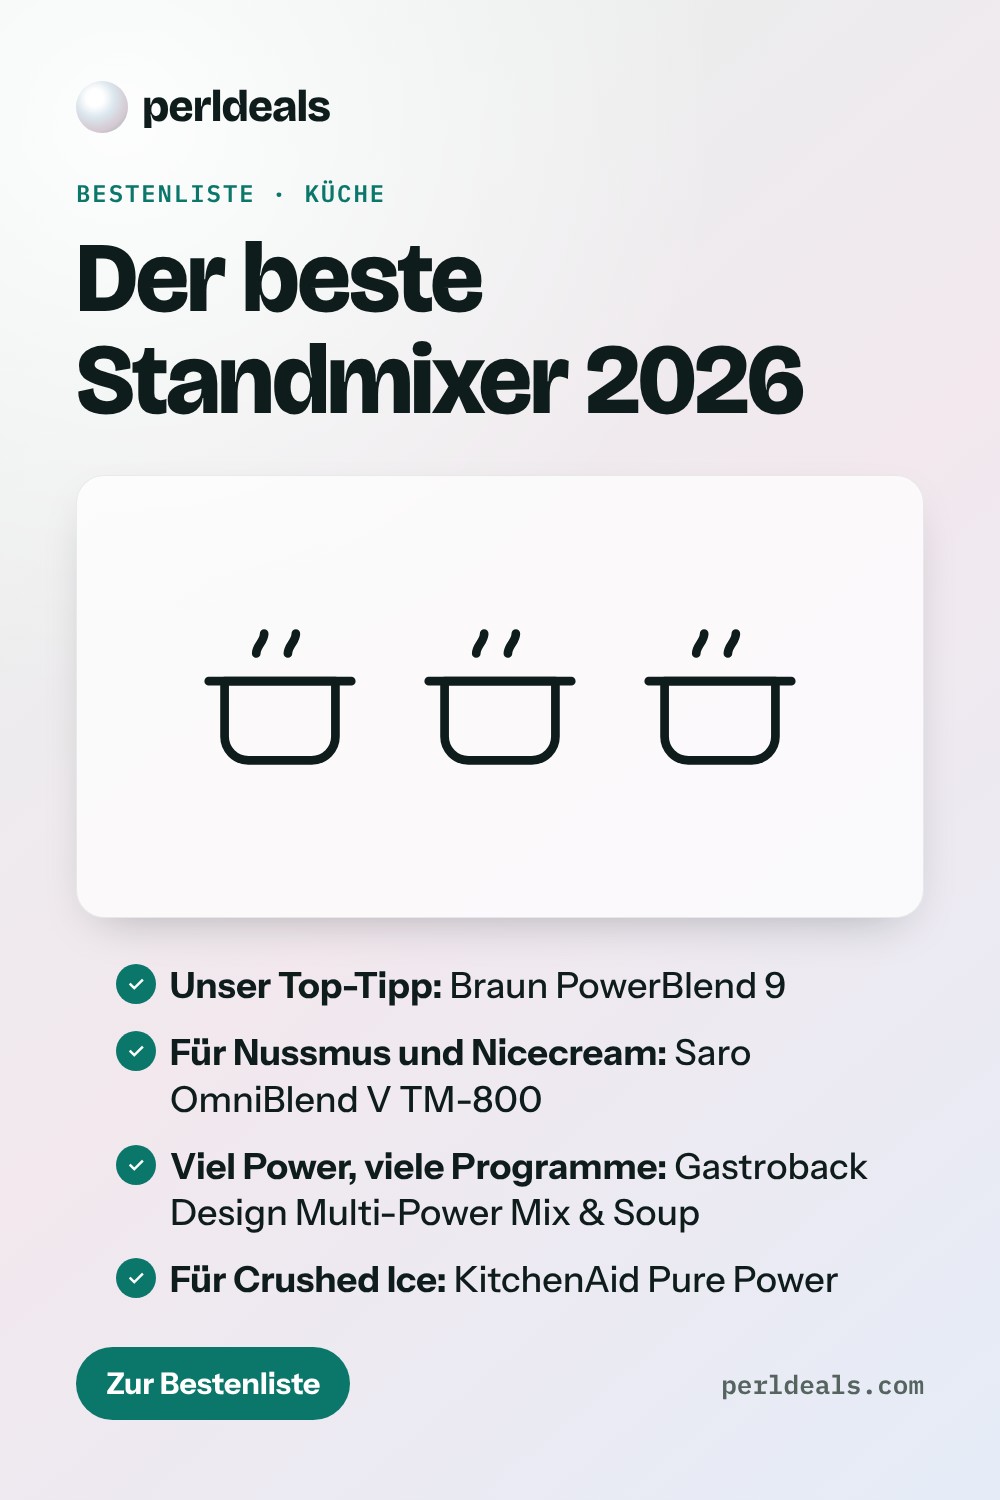 perldeals
BESTENLISTE · KÜCHE
Der beste
Standmixer 2026
Unser Top-Tipp: Braun PowerBlend 9
Für Nussmus und Nicecream: Saro
OmniBlend V TM-800
Viel Power, viele Programme: Gastroback
Design Multi-Power Mix & Soup
Für Crushed Ice: KitchenAid Pure Power
Zur Bestenliste
perldeals.com